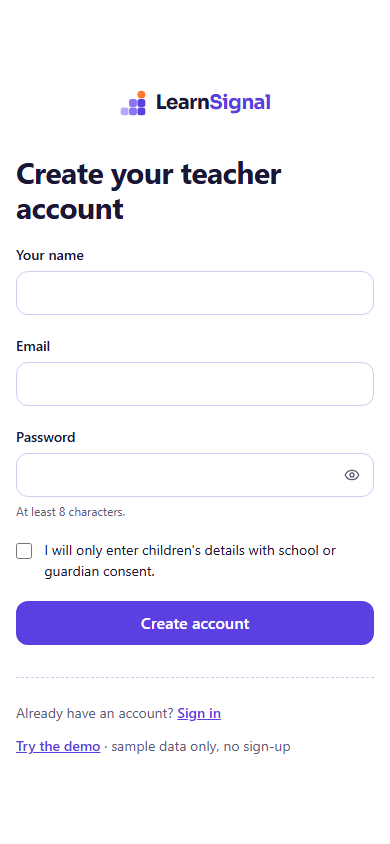 LearnSignal
Create your teacher
account
Your name
Email
Password
At least 8 characters.
I will only enter children's details with school or
guardian consent.
Create account
Already have an account? Sign in
Try the demo · sample data only, no sign-up